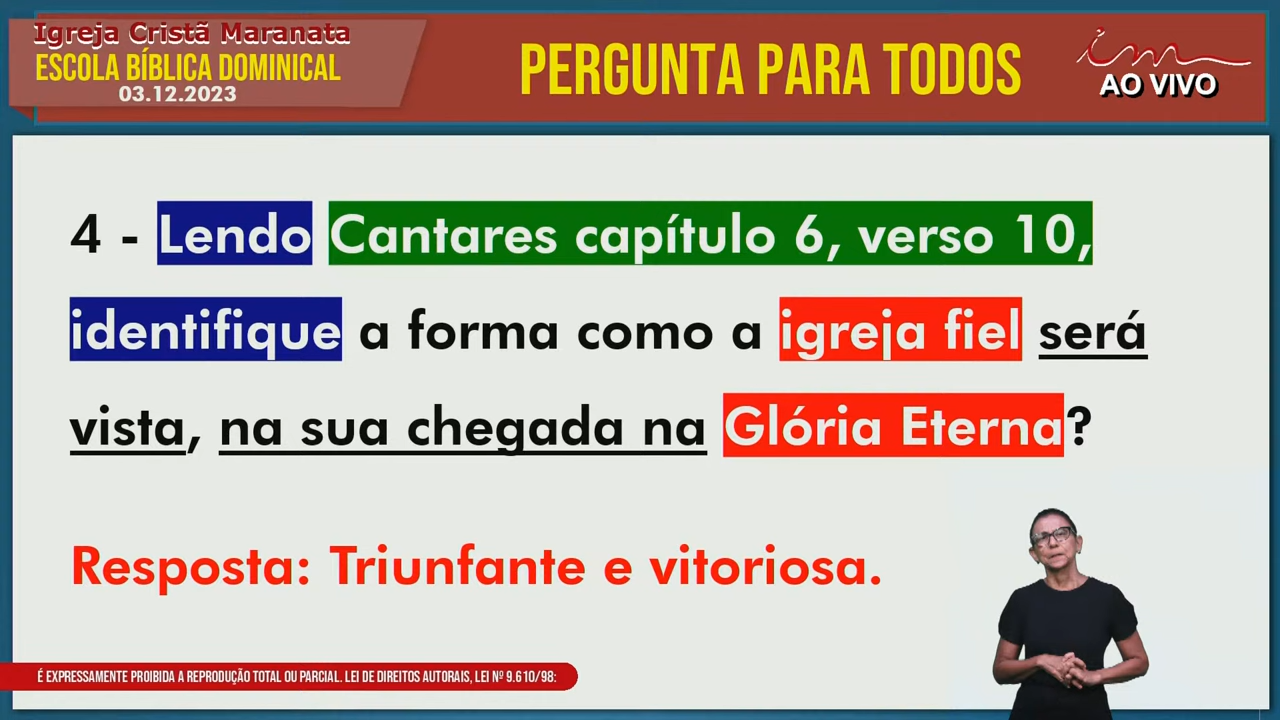 Igreja Cristã Maranata
ESCOLA BÍBLICA DOMINICAL
03.12.2023
PERGUNTA PARA TODOS
im
AO VIVO
4 - Lendo Cantares capítulo 6, verso 10,
identifique a forma como a igreja fiel será
vista, na sua chegada na Glória Eterna?
Resposta: Triunfante e vitoriosa.
É EXPRESSAMENTE PROIBIDA A REPRODUÇÃO TOTAL OU PARCIAL. LEI DE DIREITOS AUTORAIS, LEI Nº 9.610/98: